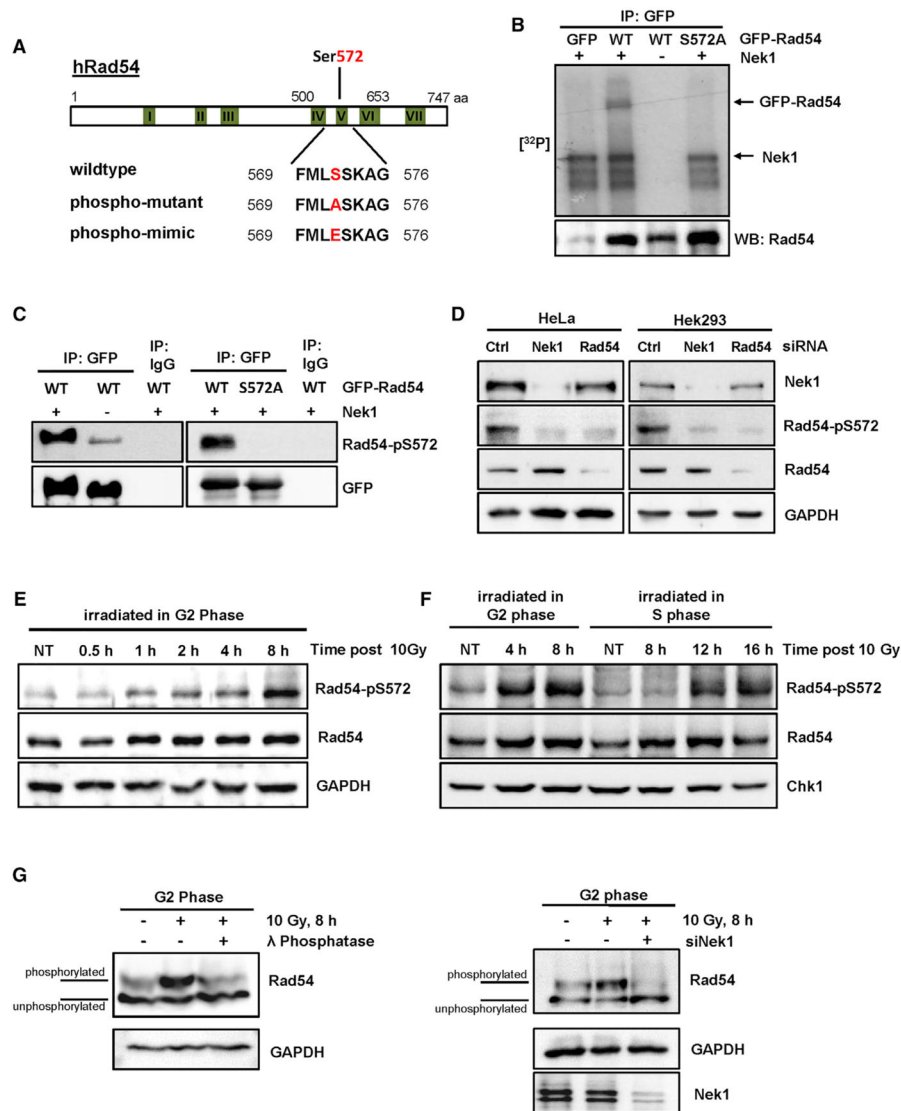 A
Ser572
hRad54
1 500 653 747 aa
I II III IV V VI VII
wildtype 569 FMLSSKAG 576
phospho-mutant 569 FMLASKAG 576
phospho-mimic 569 FMLESKAG 576
B
IP: GFP
GFP WT WT S572A GFP-Rad54
+ + - + Nek1
GFP-Rad54
[32P]
Nek1
WB: Rad54
C
IP: GFP IP: IgG IP: GFP IP: IgG
WT WT WT WT S572A WT GFP-Rad54
+ - + + + + Nek1
Rad54-pS572
GFP
D
HeLa Hek293
Ctrl Nek1 Rad54 Ctrl Nek1 Rad54 siRNA
Nek1
Rad54-pS572
Rad54
GAPDH
E
irradiated in G2 Phase
NT 0.5 h 1 h 2 h 4 h 8 h Time post 10Gy
Rad54-pS572
Rad54
GAPDH
F
irradiated in G2 phase irradiated in S phase
NT 4 h 8 h NT 8 h 12 h 16 h Time post 10 Gy
Rad54-pS572
Rad54
Chk1
G
G2 Phase
- + + 10 Gy, 8 h
- - + λ Phosphatase
phosphorylated
Rad54
unphosphorylated
GAPDH
G2 phase
- + + 10 Gy, 8 h
- - + siNek1
phosphorylated
Rad54
unphosphorylated
GAPDH
Nek1